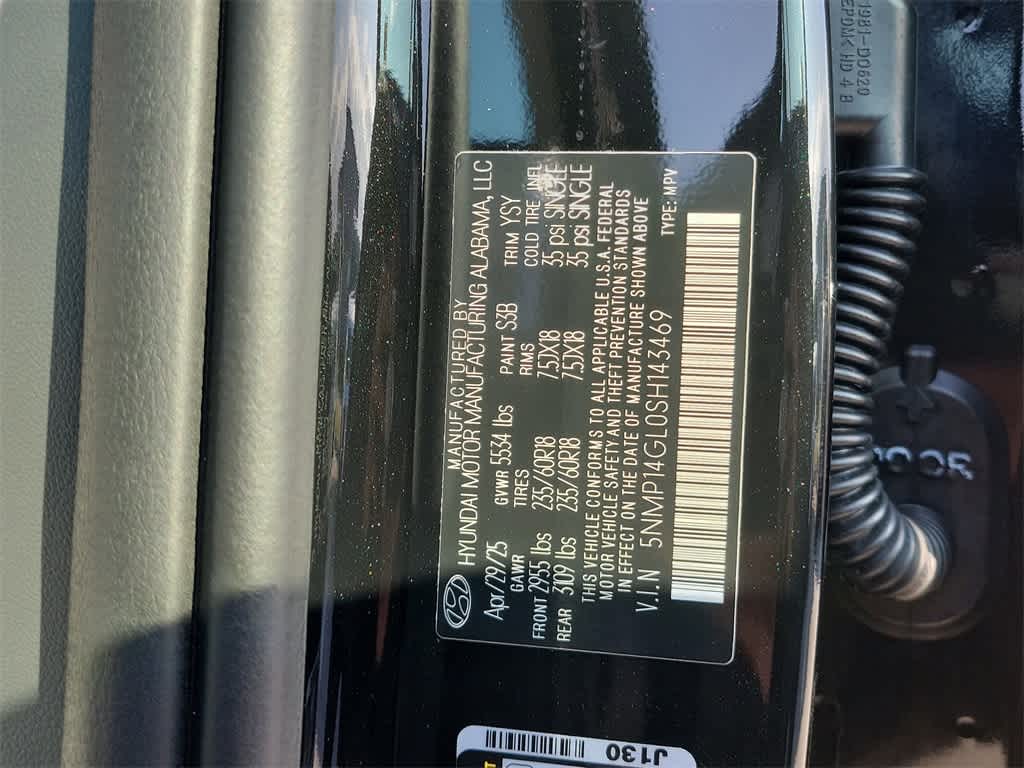 MANUFACTURED BY
HYUNDAI MOTOR MANUFACTURING ALABAMA, LLC
Apr/29/25 GVWR 5534 lbs PAINT S3B TRIM YSY
GAWR TIRES RIMS COLD TIRE INFL
FRONT 2955 lbs 235/60R18 7.5JX18 35 psi SINGLE
REAR 3109 lbs 235/60R18 7.5JX18 35 psi SINGLE
THIS VEHICLE CONFORMS TO ALL APPLICABLE U.S.A. FEDERAL
MOTOR VEHICLE SAFETY AND THEFT PREVENTION STANDARDS
IN EFFECT ON THE DATE OF MANUFACTURE SHOWN ABOVE
V.I.N 5NMP14GL0SH143469
TYPE: MPV
J130
DOOR